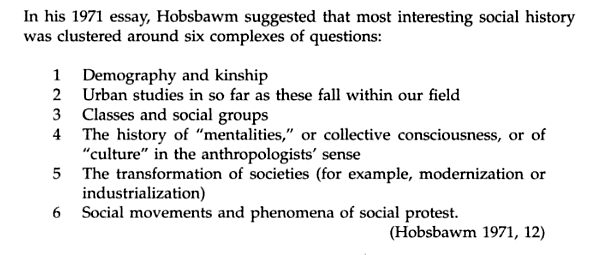 In his 1971 essay, Hobsbawm suggested that most interesting social history
was clustered around six complexes of questions:
1 Demography and kinship
2 Urban studies in so far as these fall within our field
3 Classes and social groups
4 The history of “mentalities,” or collective consciousness, or of
“culture” in the anthropologists’ sense
5 The transformation of societies (for example, modernization or
industrialization)
6 Social movements and phenomena of social protest.
(Hobsbawm 1971, 12)